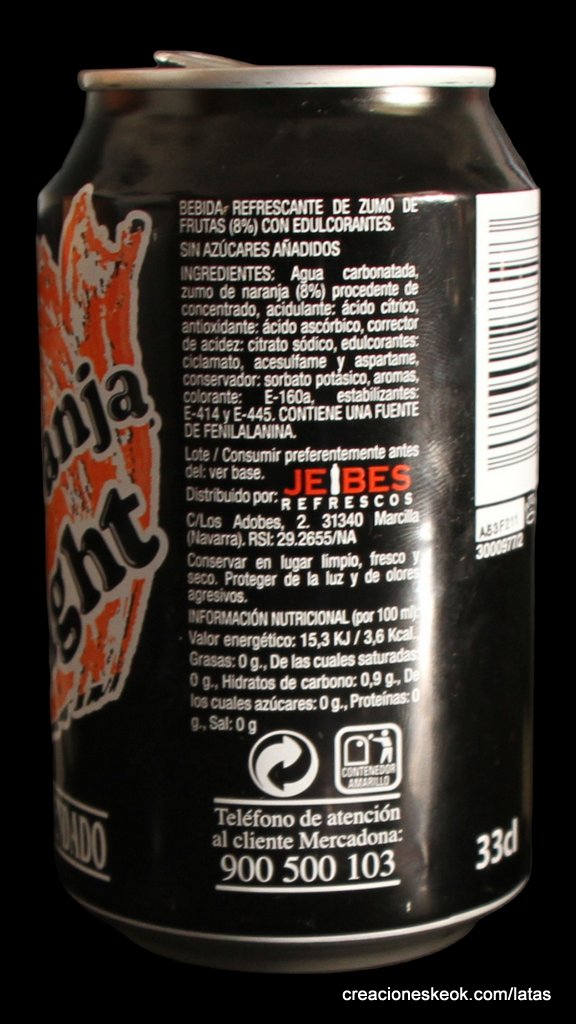 BEBIDA REFRESCANTE DE ZUMO DE
FRUTAS (8%) CON EDULCORANTES.
SIN AZÚCARES AÑADIDOS
INGREDIENTES: Agua carbonatada,
zumo de naranja (8%) procedente de
concentrado, acidulante: ácido cítrico,
antioxidante: ácido ascórbico, corrector
de acidez: citrato sódico, edulcorantes:
ciclamato, acesulfame y aspartame,
conservador: sorbato potásico, aromas,
colorante: E-160a, estabilizantes:
E-414 y E-445. CONTIENE UNA FUENTE
DE FENILALANINA.
Lote / Consumir preferentemente antes
del: ver base.
Distribuido por: JEIBES
REFRESCOS
C/Los Adobes, 2. 31340 Marcilla
(Navarra). RSI: 29.2655/NA
Conservar en lugar limpio, fresco y
seco. Proteger de la luz y de olores
agresivos.
INFORMACIÓN NUTRICIONAL (por 100 ml):
Valor energético: 15,3 KJ / 3,6 Kcal.,
Grasas: 0 g., De las cuales saturadas:
0 g., Hidratos de carbono: 0,9 g., De
los cuales azúcares: 0 g., Proteínas: 0
g., Sal: 0 g
CONTENEDOR
AMARILLO
Teléfono de atención
al cliente Mercadona:
900 500 103
anja
ght
NDADO
30009772
33cl
creacioneskeok.com/latas